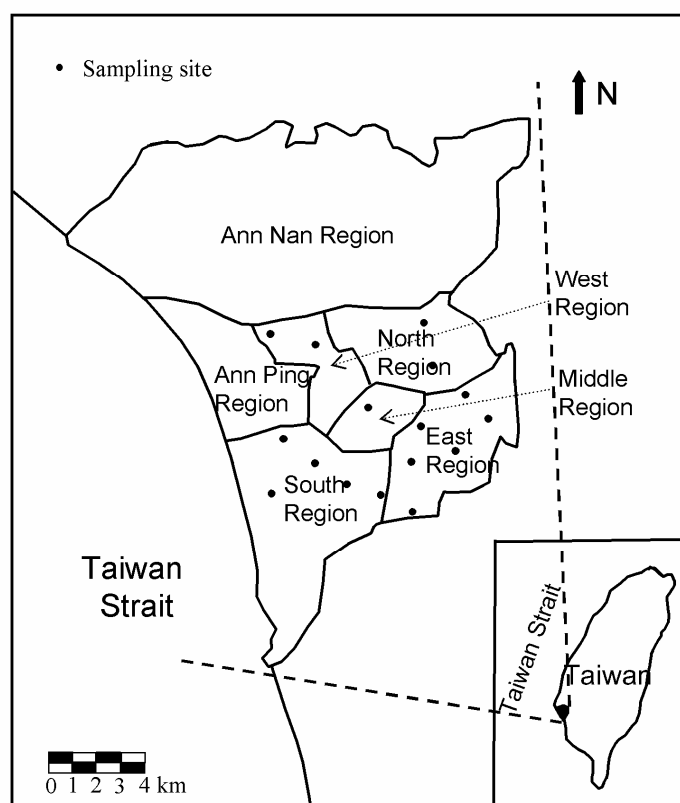 • Sampling site
N
Ann Nan Region
West
Region
North
Region
Ann Ping
Region
Middle
Region
East
Region
South
Region
Taiwan
Strait
Taiwan Strait
Taiwan
0 1 2 3 4 km